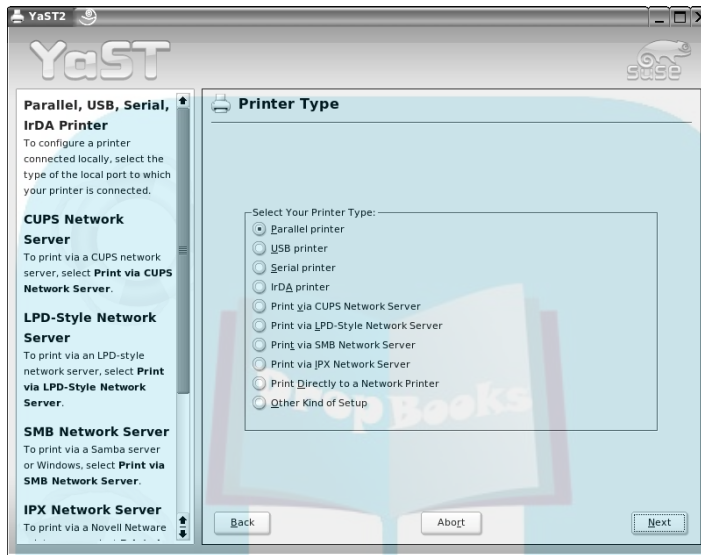 YaST2
YaST
suse
Parallel, USB, Serial,
IrDA Printer
To configure a printer
connected locally, select the
type of the local port to which
your printer is connected.
CUPS Network
Server
To print via a CUPS network
server, select Print via CUPS
Network Server.
LPD-Style Network
Server
To print via an LPD-style
network server, select Print
via LPD-Style Network
Server.
SMB Network Server
To print via a Samba server
or Windows, select Print via
SMB Network Server.
IPX Network Server
To print via a Novell Netware
Printer Type
Select Your Printer Type:
Parallel printer
USB printer
Serial printer
IrDA printer
Print via CUPS Network Server
Print via LPD-Style Network Server
Print via SMB Network Server
Print via IPX Network Server
Print Directly to a Network Printer
Other Kind of Setup
DropBooks
Back
Abort
Next